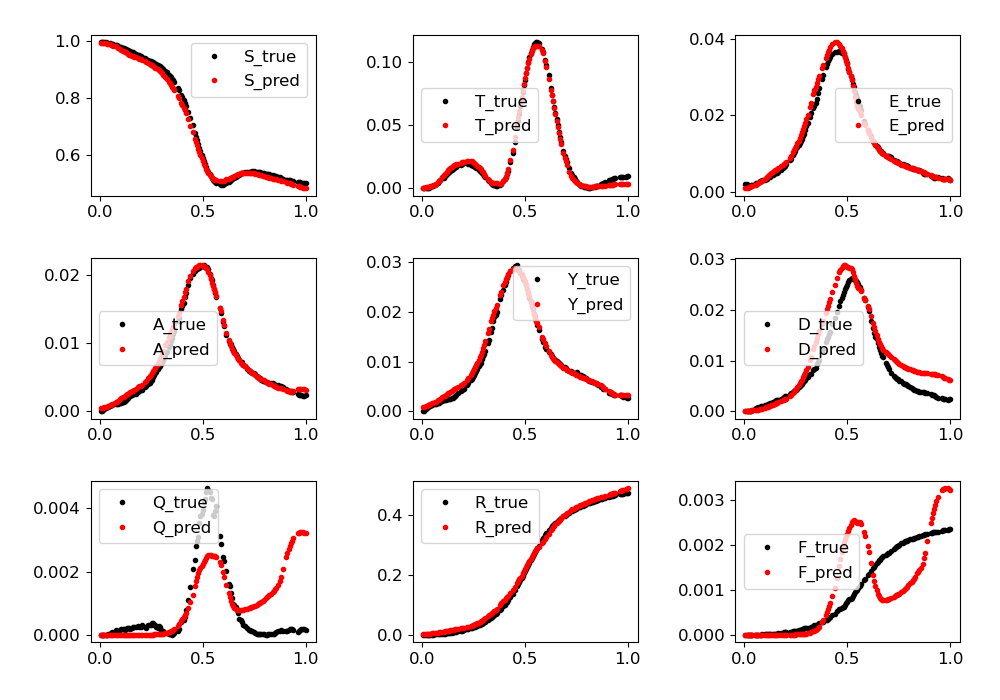 1.0
0.8
0.6
0.0 0.5 1.0
S_true
S_pred
0.10
0.05
0.00
0.0 0.5 1.0
T_true
T_pred
0.04
0.02
0.00
0.0 0.5 1.0
E_true
E_pred
0.02
0.01
0.00
0.0 0.5 1.0
A_true
A_pred
0.03
0.02
0.01
0.00
0.0 0.5 1.0
Y_true
Y_pred
0.03
0.02
0.01
0.00
0.0 0.5 1.0
D_true
D_pred
0.004
0.002
0.000
0.0 0.5 1.0
Q_true
Q_pred
0.4
0.2
0.0
0.0 0.5 1.0
R_true
R_pred
0.003
0.002
0.001
0.000
0.0 0.5 1.0
F_true
F_pred